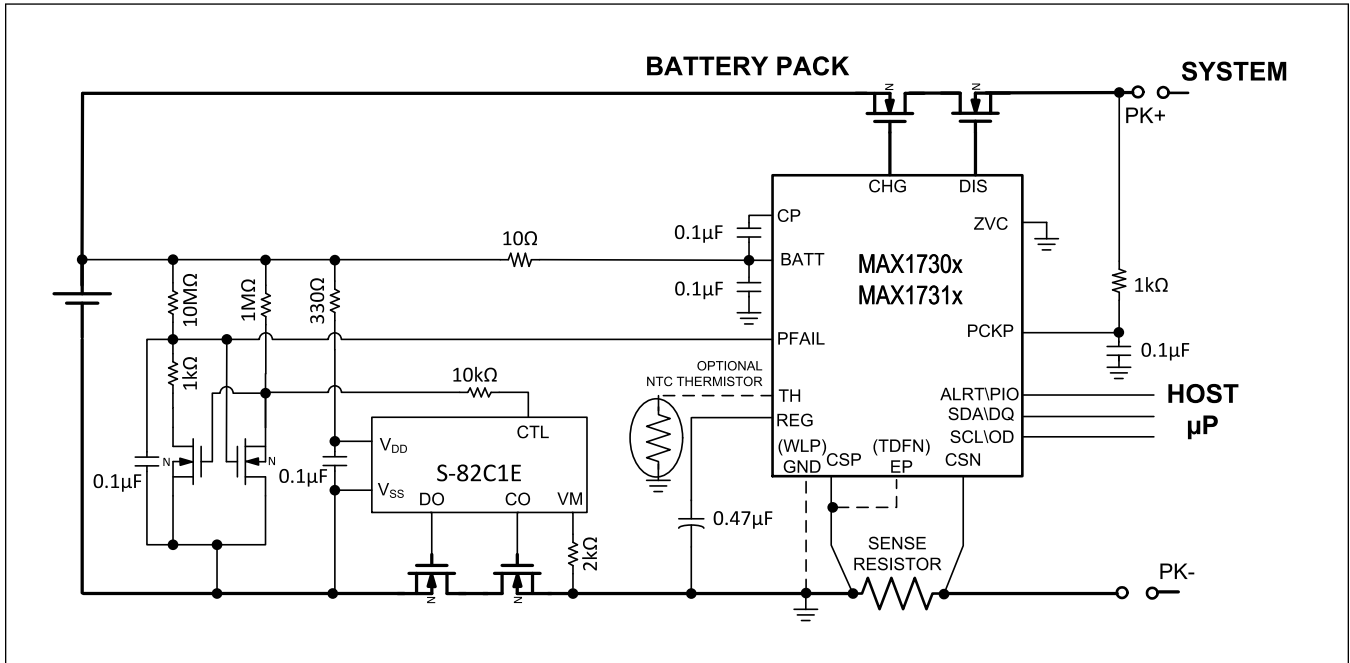 BATTERY PACK
SYSTEM
PK+
N
N
CHG
DIS
CP
ZVC
0.1µF
10Ω
BATT
MAX1730x
MAX1731x
0.1µF
10MΩ
1MΩ
330Ω
1kΩ
PCKP
0.1µF
PFAIL
OPTIONAL
NTC THERMISTOR
1kΩ
10kΩ
TH
REG
ALRT\PIO
SDA\DQ
SCL\OD
HOST
µP
CTL
(WLP)
GND
CSP
(TDFN)
EP
CSN
N
N
0.1µF
0.1µF
VDD
VSS
S-82C1E
DO
CO
VM
0.47µF
2kΩ
SENSE
RESISTOR
PK-
N
N